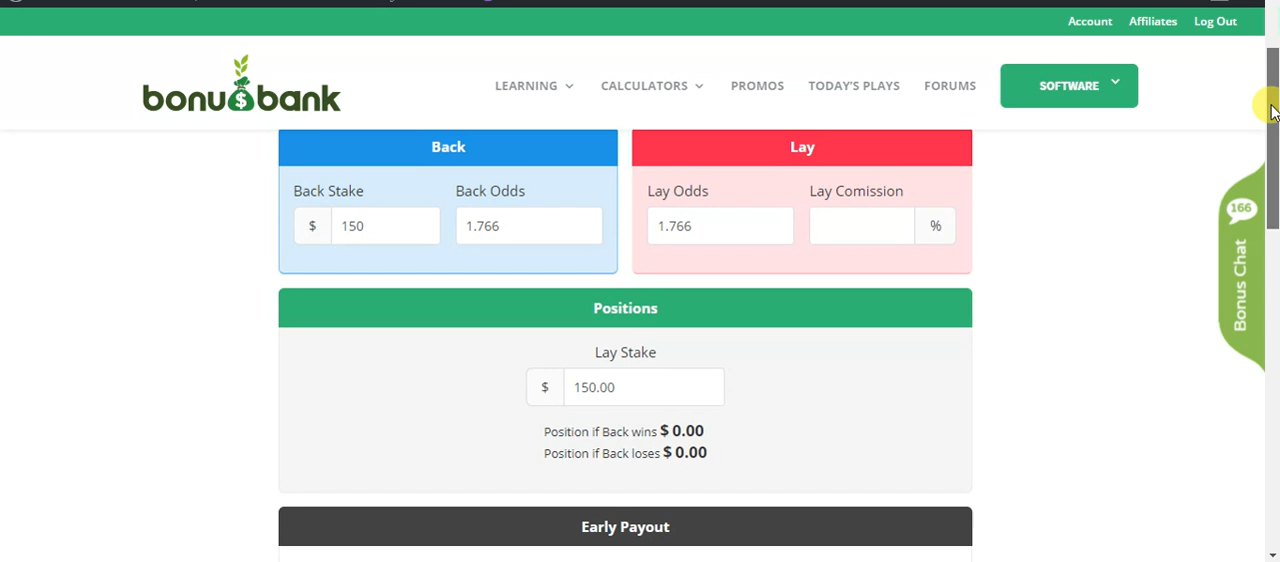 Account Affiliates Log Out
bonusbank
LEARNING CALCULATORS PROMOS TODAY'S PLAYS FORUMS SOFTWARE
Back Lay
Back Stake Back Odds Lay Odds Lay Comission
$ 150 1.766 1.766 %
166
Bonus Chat
Positions
Lay Stake
$ 150.00
Position if Back wins $ 0.00
Position if Back loses $ 0.00
Early Payout